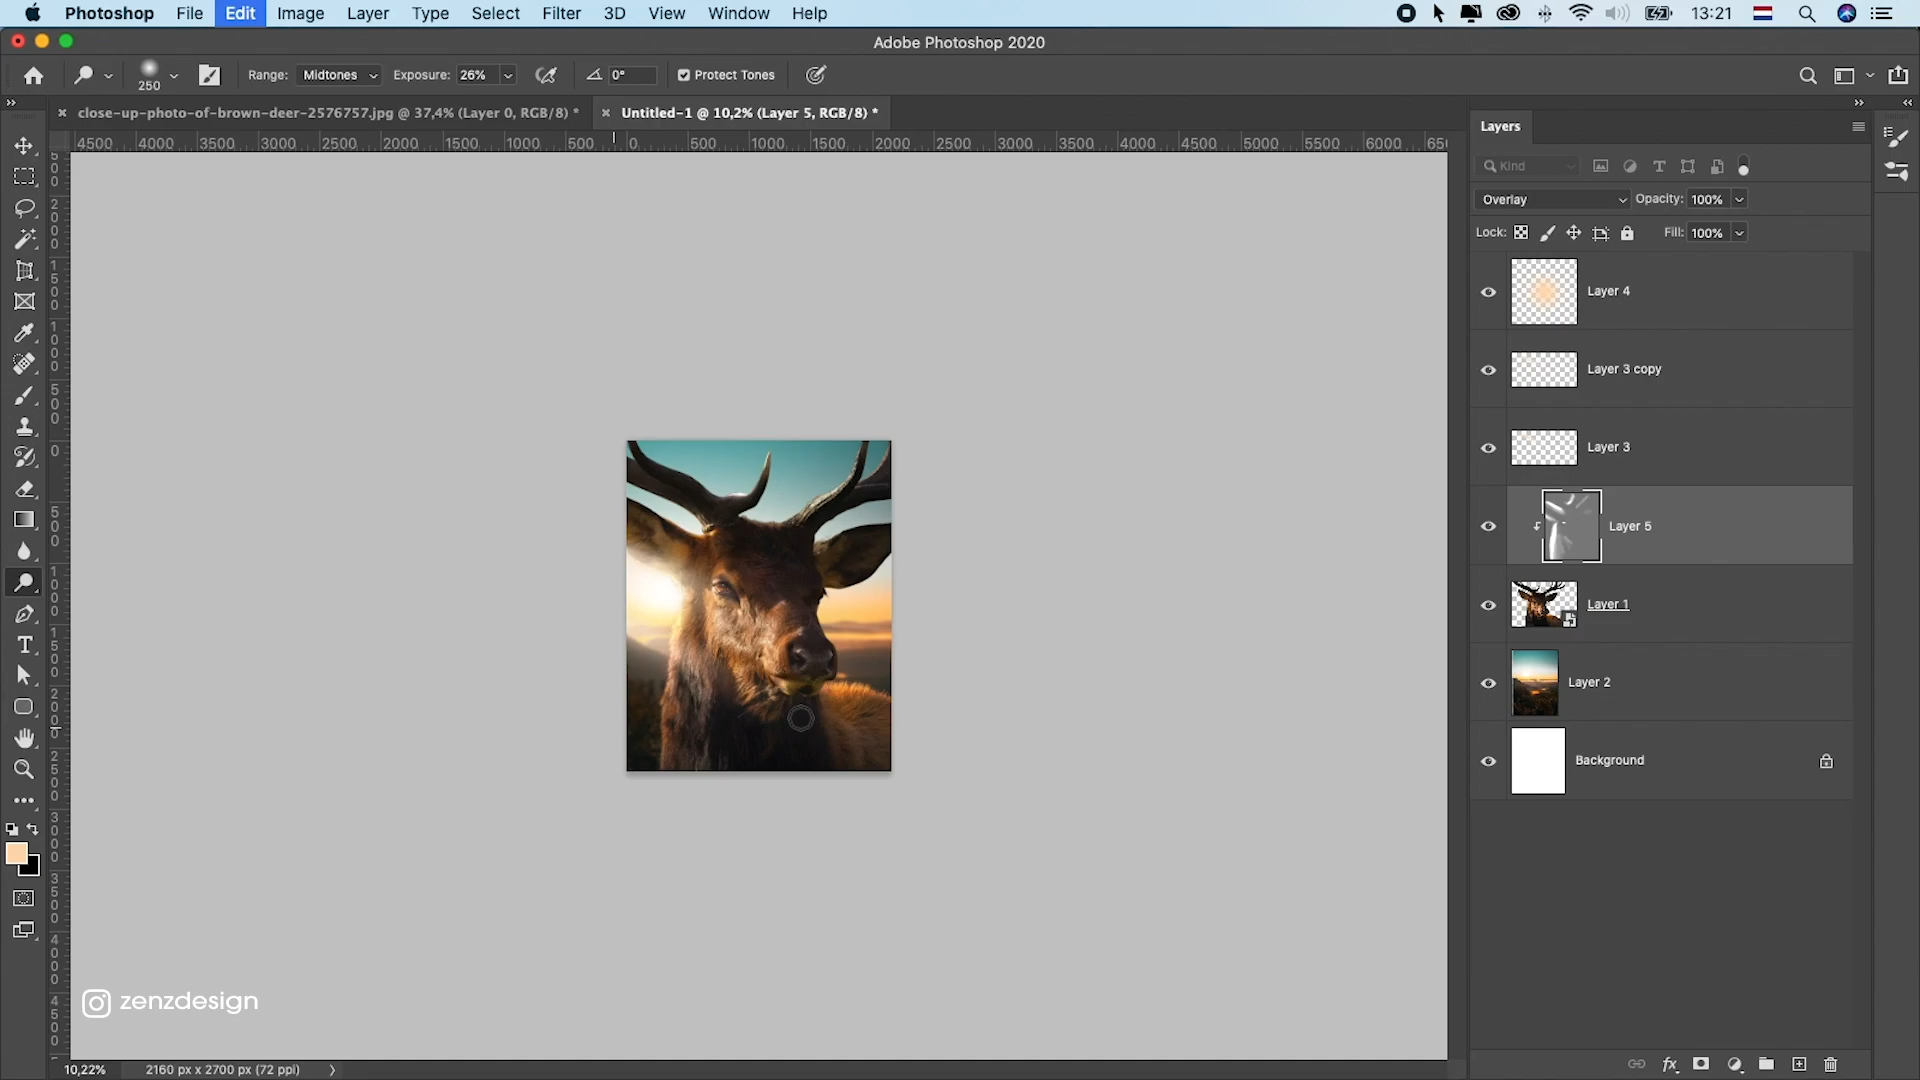 Photoshop File Edit Image Layer Type Select Filter 3D View Window Help 13:21
Adobe Photoshop 2020
250 Range: Midtones Exposure: 26% 0° Protect Tones
close-up-photo-of-brown-deer-2576757.jpg @ 37,4% (Layer 0, RGB/8) * Untitled-1 @ 10,2% (Layer 5, RGB/8) *
4500 4000 3500 3000 2500 2000 1500 1000 500 0 500 1000 1500 2000 2500 3000 3500 4000 4500 5000 5500 6000
Layers
Kind
Overlay Opacity: 100%
Lock: Fill: 100%
Layer 4
Layer 3 copy
Layer 3
Layer 5
Layer 1
Layer 2
Background
zenzdesign
10,22% 2160 px x 2700 px (72 ppi)